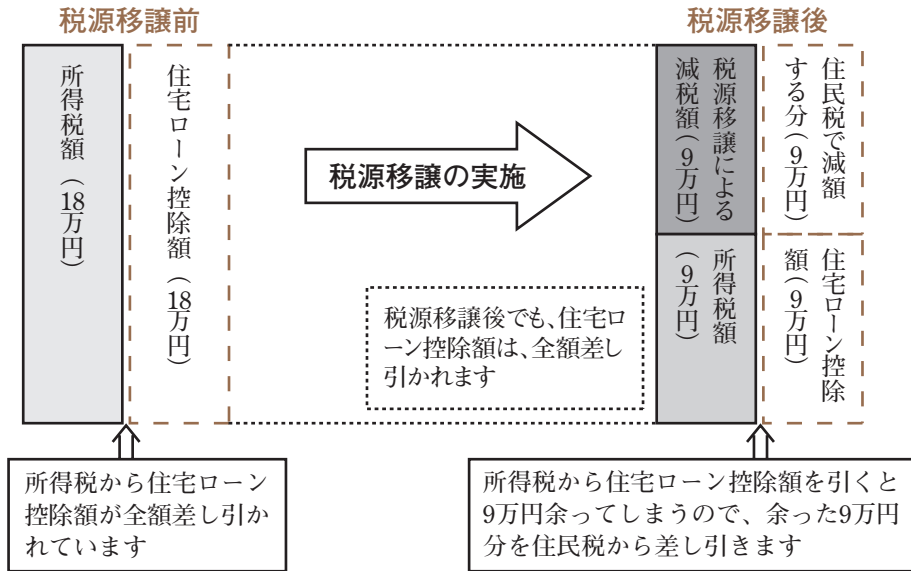 税源移譲前
税源移譲後
所得税額（18万円）
住宅ローン控除額（18万円）
税源移譲の実施
税源移譲による
減税額（9万円）
住民税で減額
する分（9万円）
所得税額
（9万円）
住宅ローン控除
額（9万円）
税源移譲後でも、住宅ロ
ーン控除額は、全額差し
引かれます
所得税から住宅ローン
控除額が全額差し引か
れています
所得税から住宅ローン控除額を引くと
9万円余ってしまうので、余った9万円
分を住民税から差し引きます